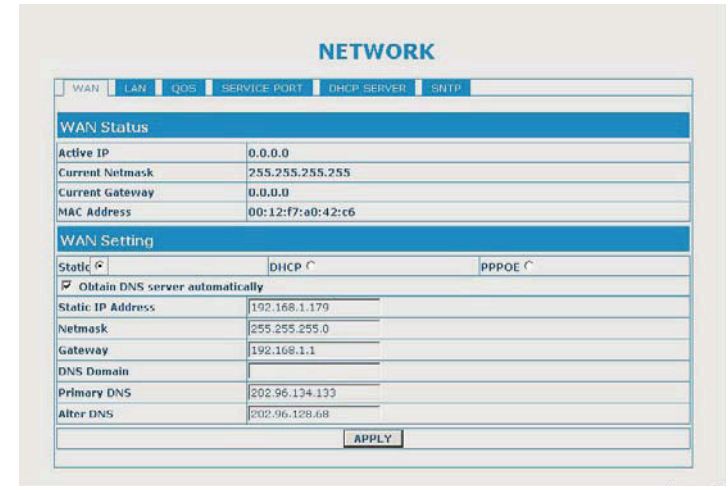 NETWORK
WAN LAN QOS SERVICE PORT DHCP SERVER SNTP
WAN Status
Active IP 0.0.0.0
Current Netmask 255.255.255.255
Current Gateway 0.0.0.0
MAC Address 00:12:f7:a0:42:c6
WAN Setting
Static DHCP PPPOE
Obtain DNS server automatically
Static IP Address 192.168.1.179
Netmask 255.255.255.0
Gateway 192.168.1.1
DNS Domain
Primary DNS 202.96.134.133
Alter DNS 202.96.128.68
APPLY